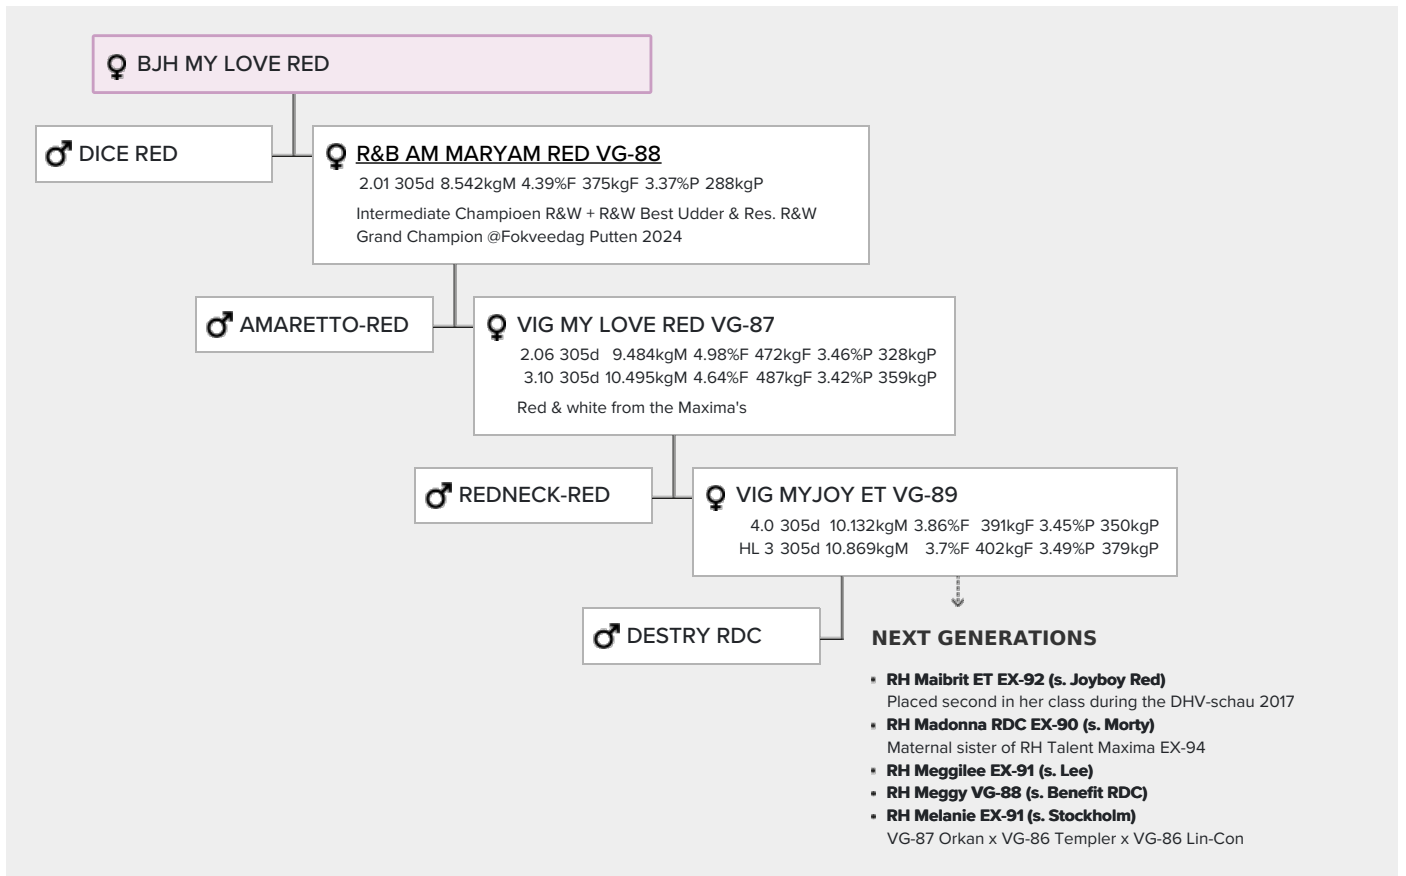 BJH MY LOVE RED
DICE RED
R&B AM MARYAM RED VG-88
2.01 305d 8.542kgM 4.39%F 375kgF 3.37%P 288kgP
Intermediate Champioen R&W + R&W Best Udder & Res. R&W
Grand Champion @Fokveedag Putten 2024
AMARETTO-RED
VIG MY LOVE RED VG-87
2.06 305d 9.484kgM 4.98%F 472kgF 3.46%P 328kgP
3.10 305d 10.495kgM 4.64%F 487kgF 3.42%P 359kgP
Red & white from the Maxima's
REDNECK-RED
VIG MYJOY ET VG-89
4.0 305d 10.132kgM 3.86%F 391kgF 3.45%P 350kgP
HL 3 305d 10.869kgM 3.7%F 402kgF 3.49%P 379kgP
DESTRY RDC
NEXT GENERATIONS
RH Maibrit ET EX-92 (s. Joyboy Red)
Placed second in her class during the DHV-schau 2017
RH Madonna RDC EX-90 (s. Morty)
Maternal sister of RH Talent Maxima EX-94
RH Meggilee EX-91 (s. Lee)
RH Meggy VG-88 (s. Benefit RDC)
RH Melanie EX-91 (s. Stockholm)
VG-87 Orkan x VG-86 Templer x VG-86 Lin-Con